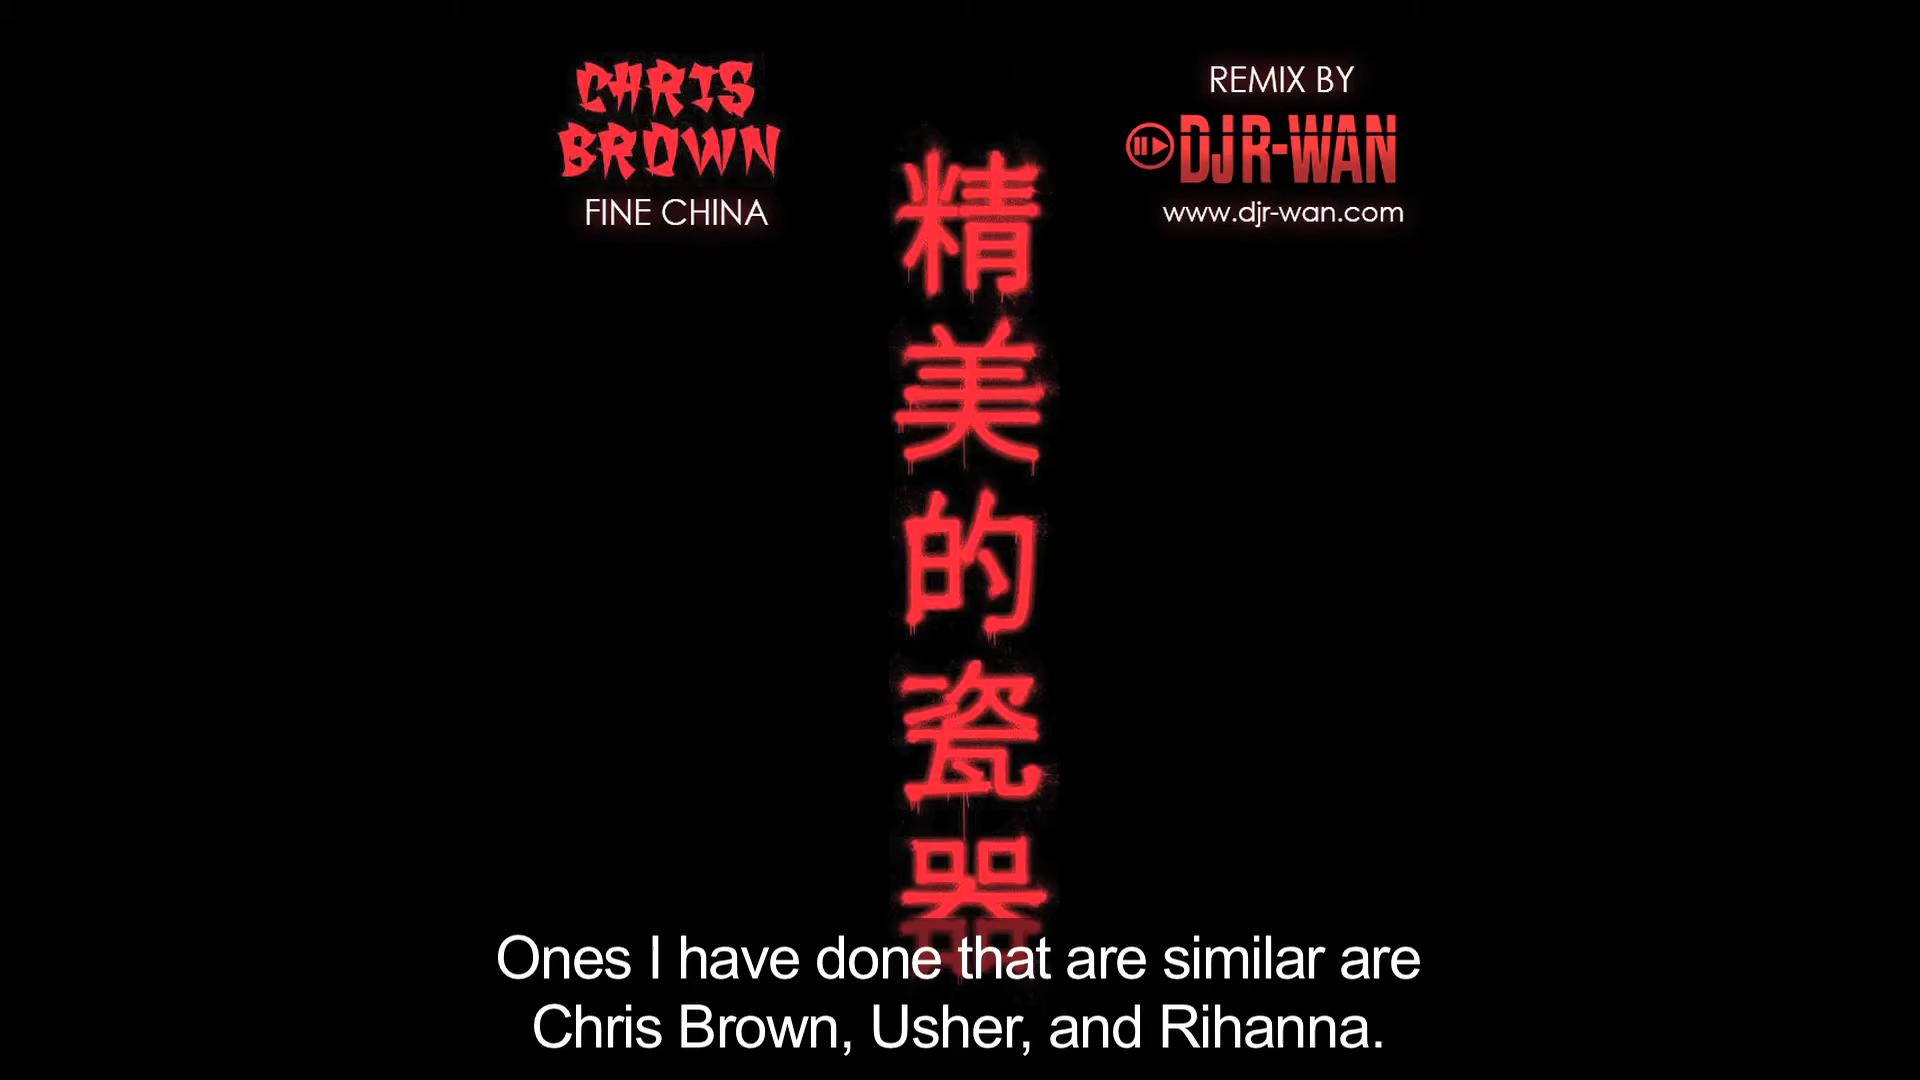 CHRIS
BROWN
FINE CHINA
REMIX BY
DJR-WAN
www.djr-wan.com
精美的瓷器
Ones I have done that are similar are
Chris Brown, Usher, and Rihanna.